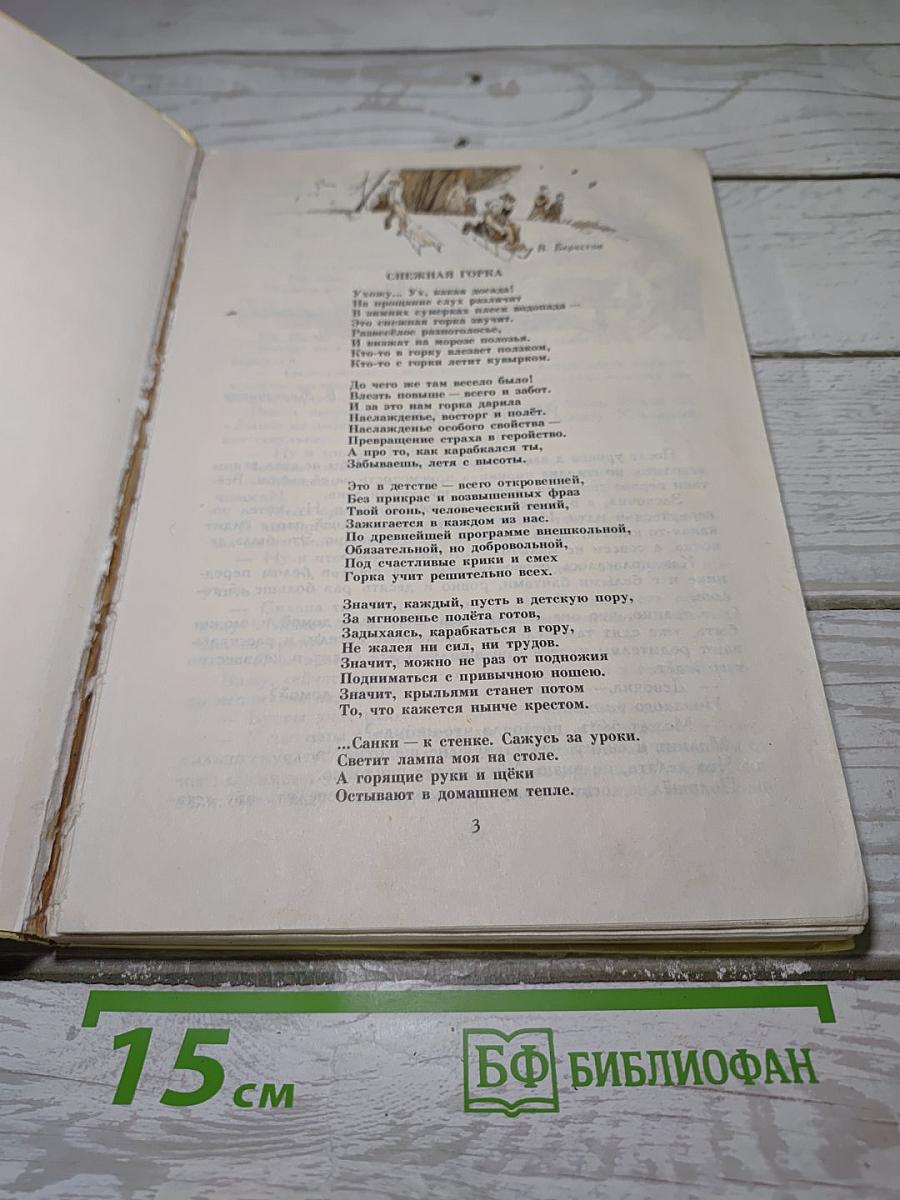 В. Берестов
СНЕЖНАЯ ГОРКА
Ухожу... Ух, какая досада!
На прощание слух различит
В зимних сумерках плеск водопада —
Это снежная горка звучит.
Развесёлое разноголосье,
И визжат на морозе полозья.
Кто-то в горку влезает ползком,
Кто-то с горки летит кувырком.
До чего же там весело было!
Влезть повыше — всего и забот.
И за это нам горка дарила
Наслажденье, восторг и полёт.
Наслажденье особого свойства —
Превращение страха в геройство.
А про то, как карабкался ты,
Забываешь, летя с высоты.
Это в детстве — всего откровенней,
Без прикрас и возвышенных фраз
Твой огонь, человеческий гений,
Зажигается в каждом из нас.
По древнейшей программе внешкольной,
Обязательной, но добровольной,
Под счастливые крики и смех
Горка учит решительно всех.
Значит, каждый, пусть в детскую пору,
За мгновенье полёта готов,
Задыхаясь, карабкаться в гору,
Не жалея ни сил, ни трудов.
Значит, можно не раз от подножия
Подниматься с привычною ношею.
Значит, крыльями станет потом
То, что кажется нынче крестом.
...Санки — к стенке. Сажусь за уроки.
Светит лампа моя на столе.
А горящие руки и щёки
Остывают в домашнем тепле.
3
15 см
БФ БИБЛИОФАН